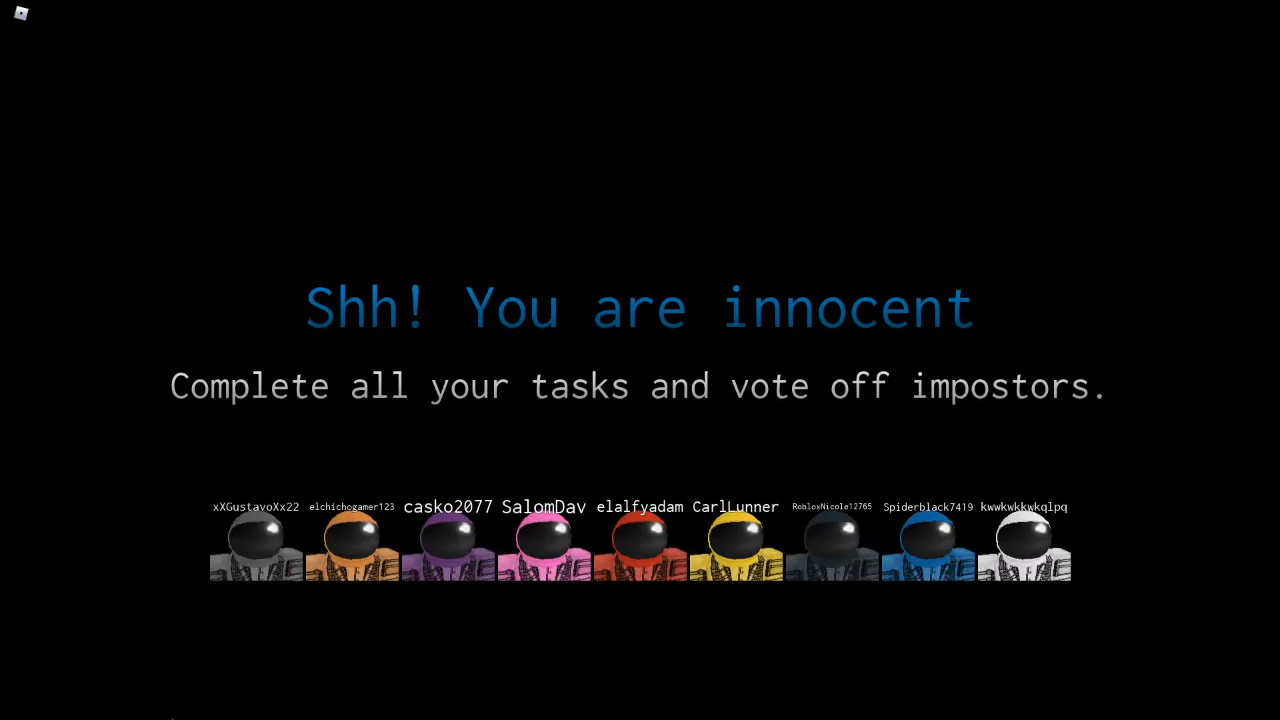 Shh! You are innocent
Complete all your tasks and vote off impostors.
xXGustavoXx22 elchichogamer123 casko2077 SalomDav elalfyadam CarlLunner RobloxNicole12765 Spiderblack7419 kwwkwkkwkqlpq